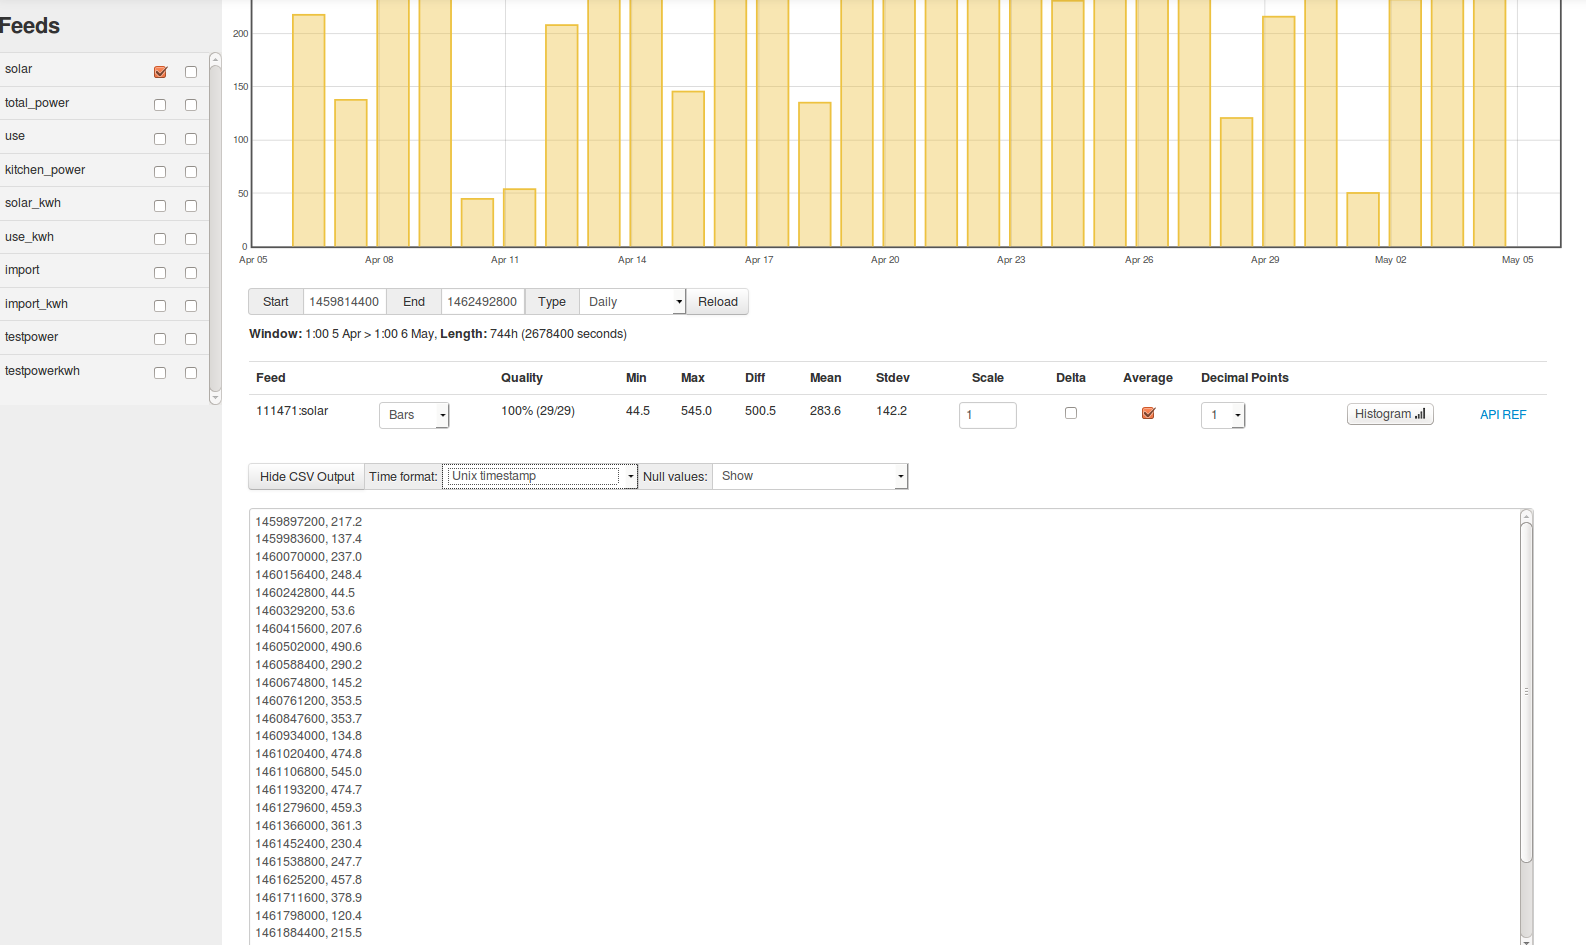 Feeds
solar
total_power
use
kitchen_power
solar_kwh
use_kwh
import
import_kwh
testpower
testpowerkwh
200
150
100
50
0
Apr 05 Apr 08 Apr 11 Apr 14 Apr 17 Apr 20 Apr 23 Apr 26 Apr 29 May 02 May 05
Start 1459814400 End 1462492800 Type Daily Reload
Window: 1:00 5 Apr > 1:00 6 May, Length: 744h (2678400 seconds)
Feed Quality Min Max Diff Mean Stdev Scale Delta Average Decimal Points
111471:solar Bars 100% (29/29) 44.5 545.0 500.5 283.6 142.2 1 1 Histogram API REF
Hide CSV Output Time format: Unix timestamp Null values: Show
1459897200, 217.2
1459983600, 137.4
1460070000, 237.0
1460156400, 248.4
1460242800, 44.5
1460329200, 53.6
1460415600, 207.6
1460502000, 490.6
1460588400, 290.2
1460674800, 145.2
1460761200, 353.5
1460847600, 353.7
1460934000, 134.8
1461020400, 474.8
1461106800, 545.0
1461193200, 474.7
1461279600, 459.3
1461366000, 361.3
1461452400, 230.4
1461538800, 247.7
1461625200, 457.8
1461711600, 378.9
1461798000, 120.4
1461884400, 215.5